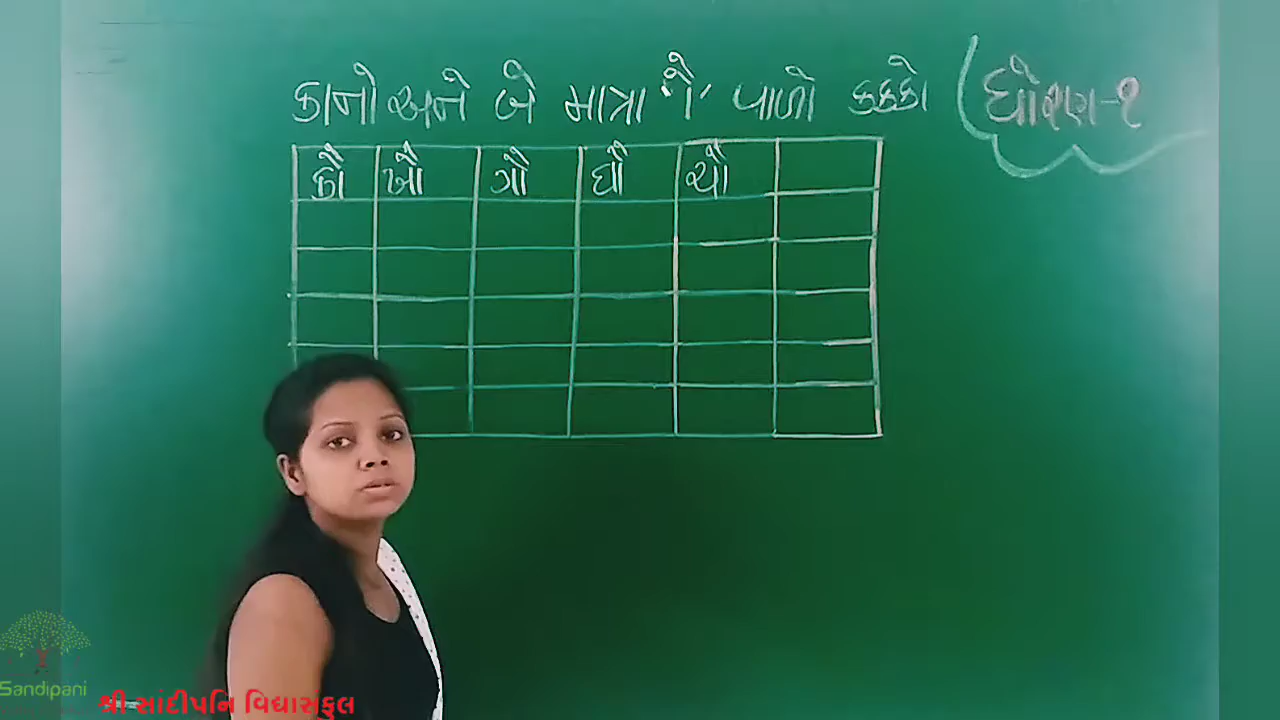 કાનો અને બે માત્રા 'ૌ' વાળો કક્કો
ધોરણ-૧
કૌ ખૌ ગૌ ઘૌ ચૌ
Sandipani
શ્રી સાંદીપનિ વિદ્યાસંકુલ